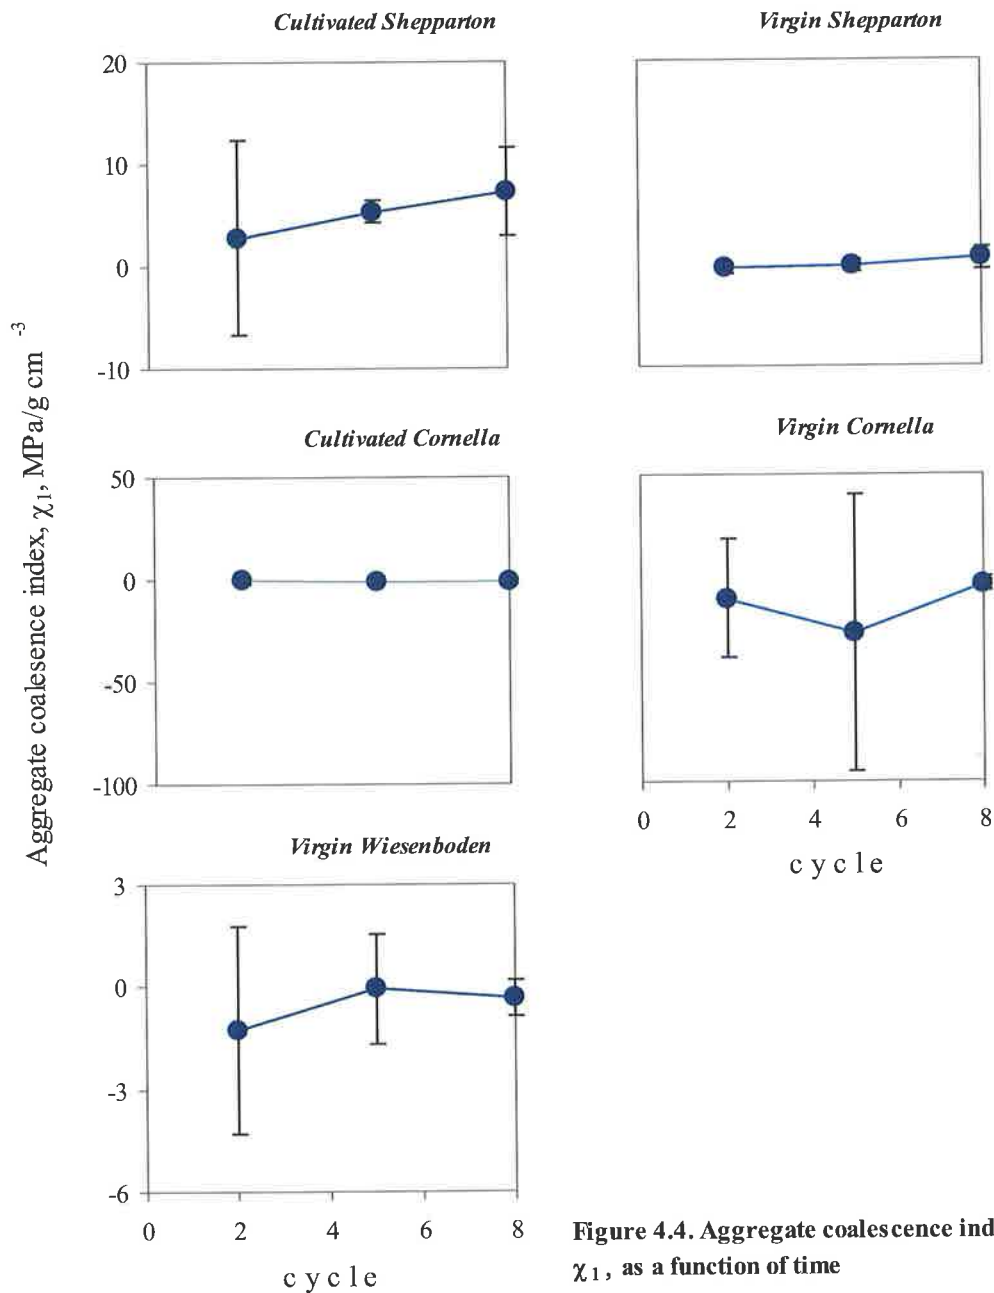 Cultivated Shepparton
Virgin Shepparton
20
10
0
-10
Aggregate coalesence index, χ1, MPa/g cm -3
Cultivated Cornella
Virgin Cornella
50
0
-50
-100
0 2 4 6 8
cycle
Virgin Wiesenboden
3
0
-3
-6
0 2 4 6 8
cycle
Figure 4.4. Aggregate coalescence ind
χ1, as a function of time